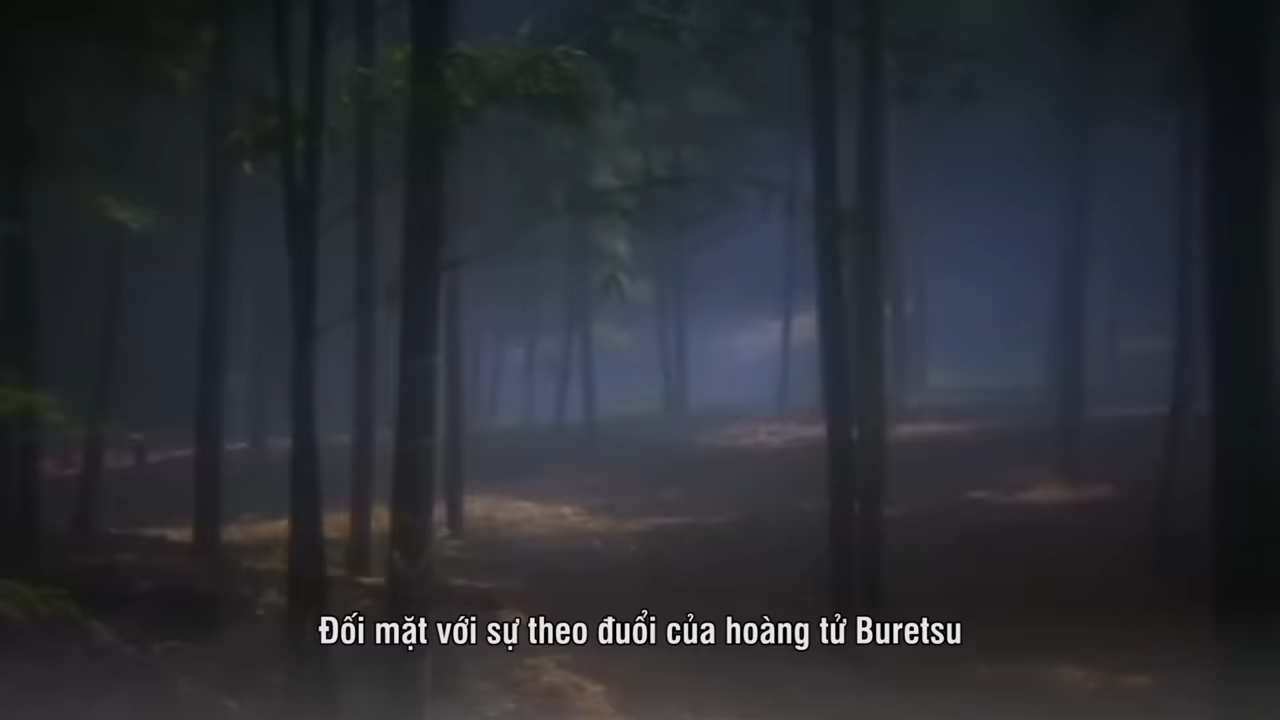 Đối mặt với sự theo đuổi của hoàng tử Buretsu